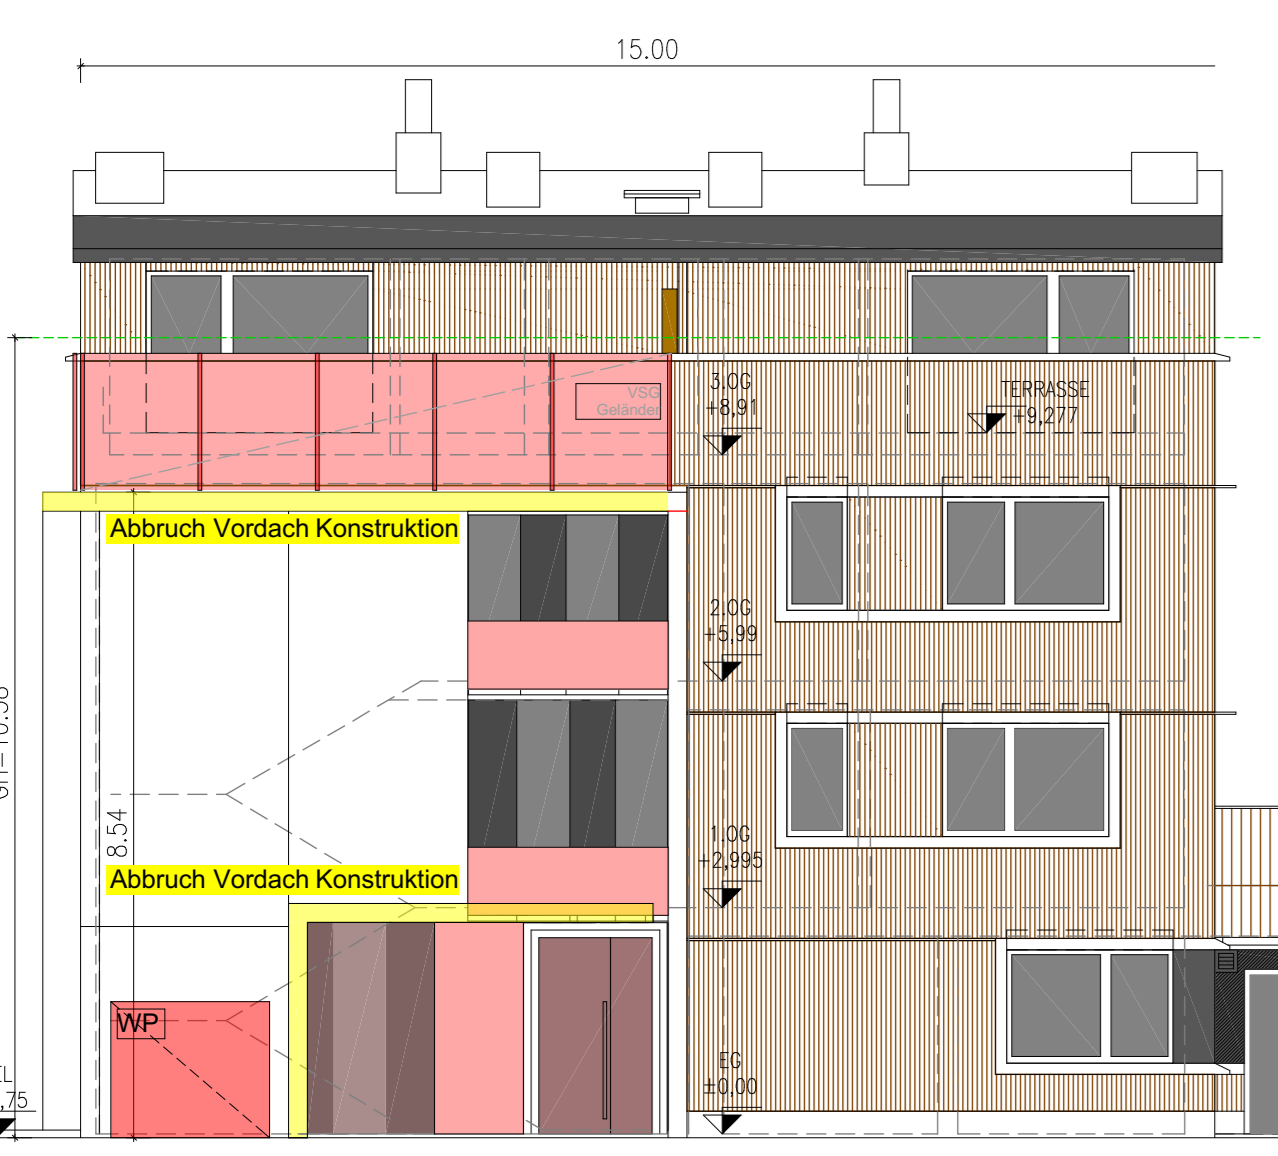 15.00
3.OG
+8,91
TERRASSE
+9,277
VSG
Geländer
Abbruch Vordach Konstruktion
2.OG
+5,99
8.54
1.OG
+2,995
Abbruch Vordach Konstruktion
WP
EG
±0,00
EL
,75